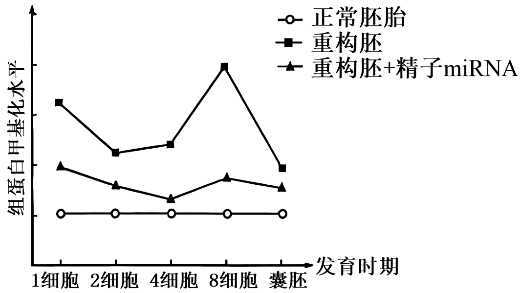 正常胚胎
重构胚
重构胚+精子miRNA
组蛋白甲基化水平
1细胞 2细胞 4细胞 8细胞 囊胚
发育时期